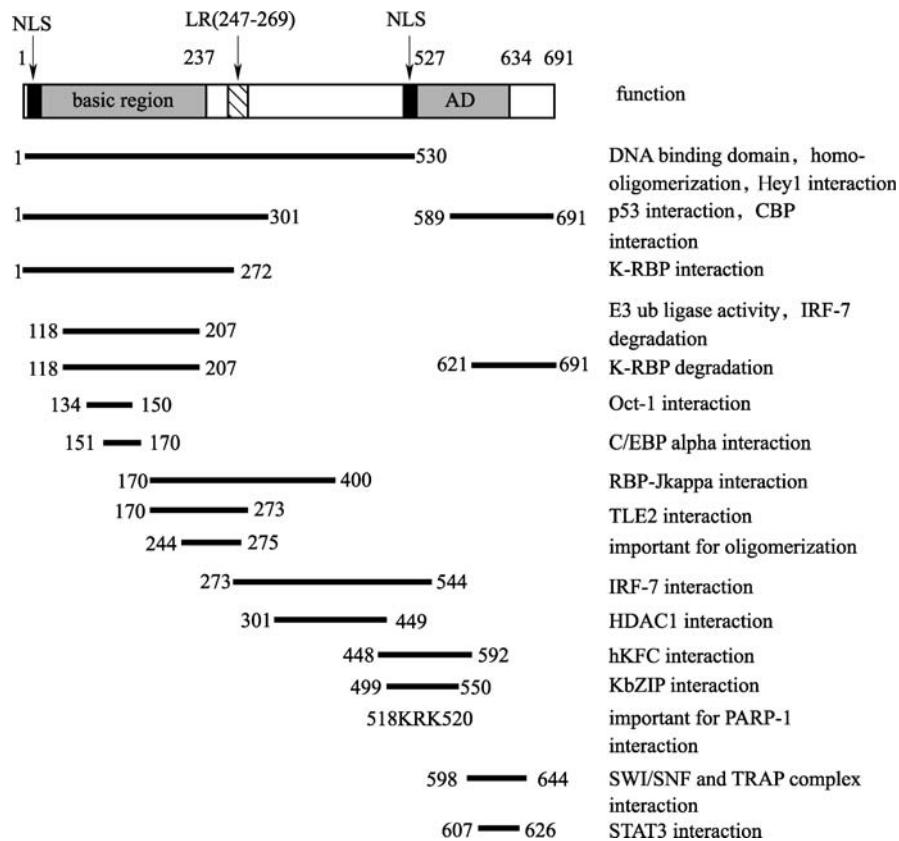 NLS LR(247-269) NLS
1 237 527 634 691
basic region AD function
1 530 DNA binding domain, homo-
oligomerization, Hey1 interaction
1 301 589 691 p53 interaction, CBP
interaction
1 272 K-RBP interaction
E3 ub ligase activity, IRF-7
118 207 degradation
118 207 621 691 K-RBP degradation
134 150 Oct-1 interaction
151 170 C/EBP alpha interaction
170 400 RBP-Jkappa interaction
170 273 TLE2 interaction
244 275 important for oligomerization
273 544 IRF-7 interaction
301 449 HDAC1 interaction
448 592 hKFC interaction
499 550 KbZIP interaction
518KRK520 important for PARP-1
interaction
598 644 SWI/SNF and TRAP complex
interaction
607 626 STAT3 interaction